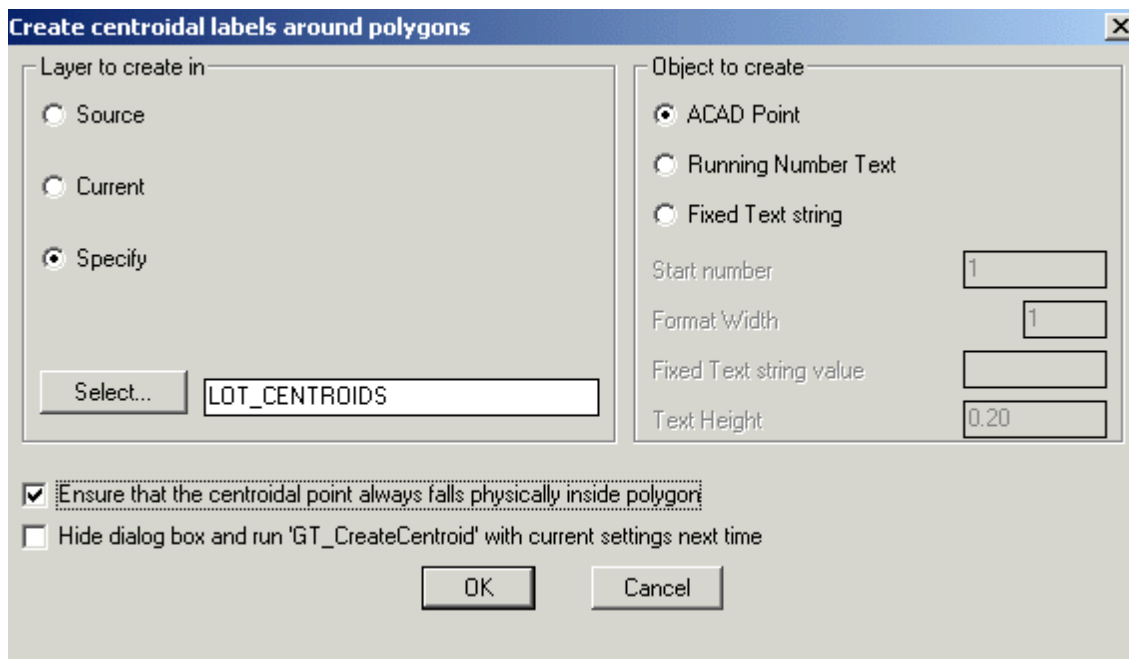 Create centroidal labels around polygons
Layer to create in
Source
Current
Specify
Select...
LOT_CENTROIDS
Object to create
ACAD Point
Running Number Text
Fixed Text string
Start number
1
Format Width
1
Fixed Text string value
Text Height
0.20
Ensure that the centroidal point always falls physically inside polygon
Hide dialog box and run 'GT_CreateCentroid' with current settings next time
OK
Cancel